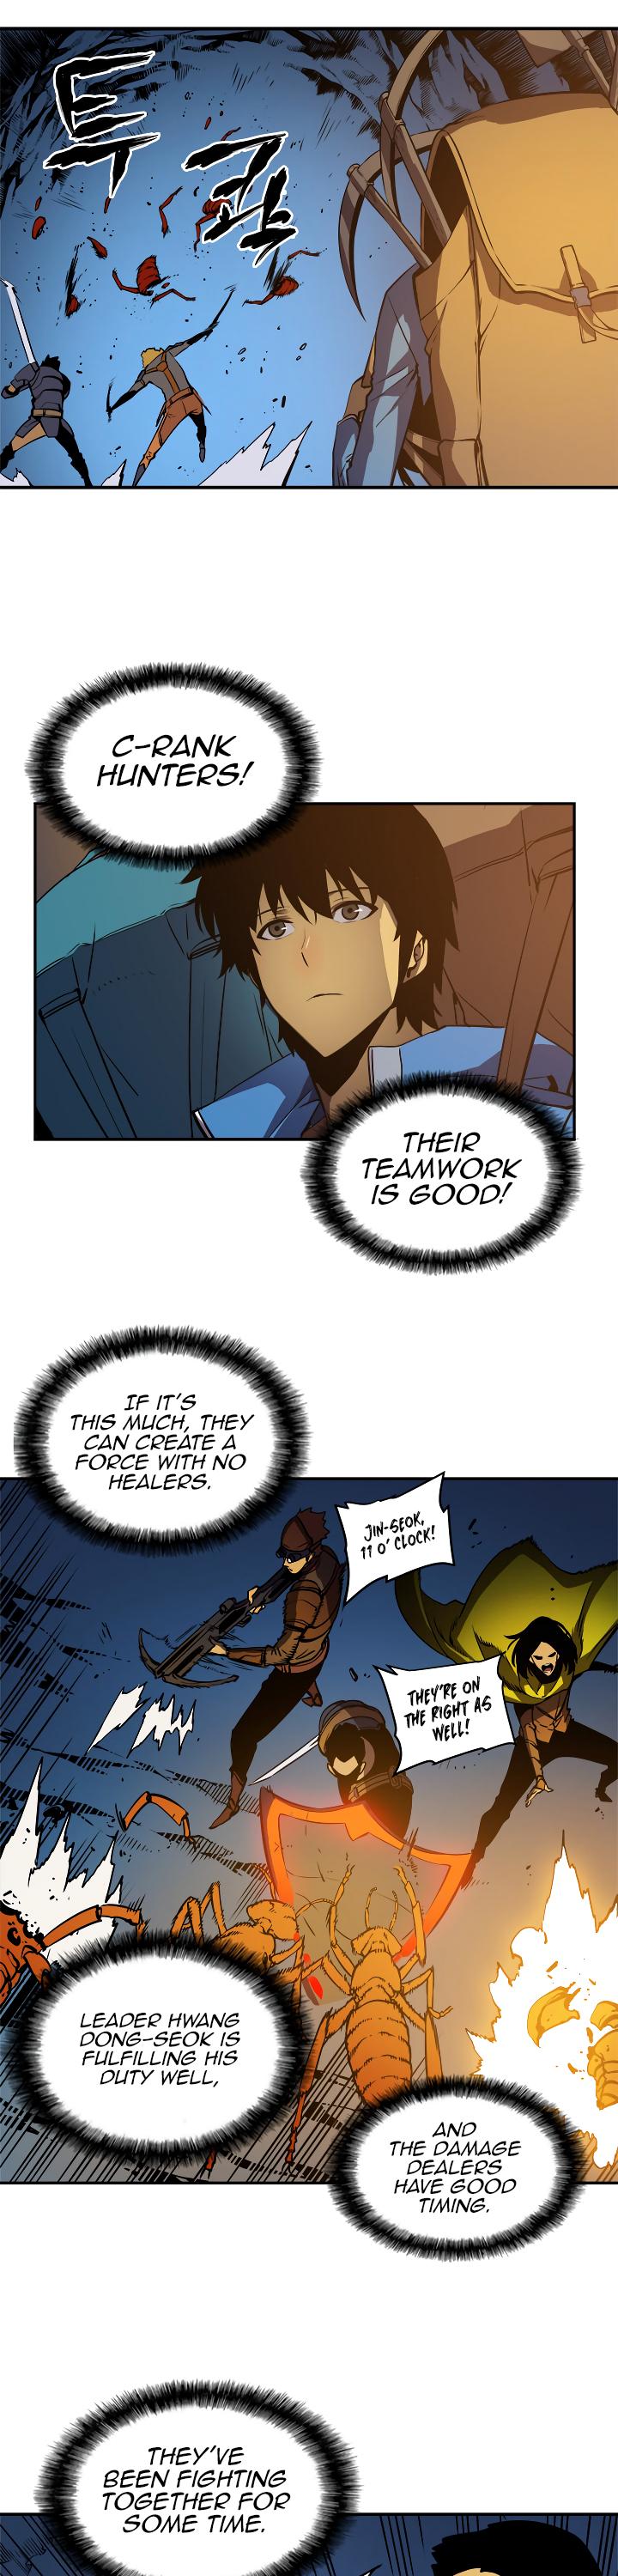 투콱
C-RANK
HUNTERS!
THEIR
TEAMWORK
IS GOOD!
IF IT'S
THIS MUCH, THEY
CAN CREATE A
FORCE WITH NO
HEALERS.
JIN-SEOK,
11 O' CLOCK!
THEY'RE ON
THE RIGHT AS
WELL!
LEADER HWANG
DONG-SEOK IS
FULFILLING HIS
DUTY WELL,
AND
THE DAMAGE
DEALERS
HAVE GOOD
TIMING.
THEY'VE
BEEN FIGHTING
TOGETHER FOR
SOME TIME.